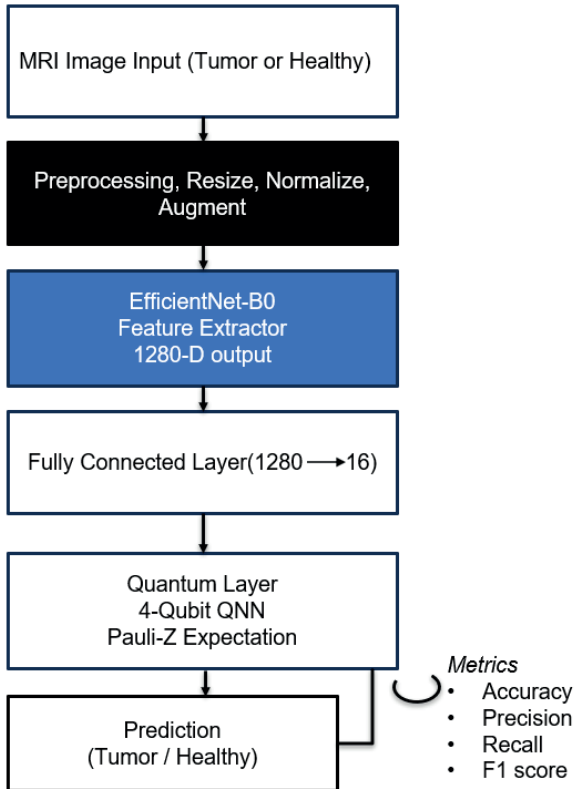 MRI Image Input (Tumor or Healthy)
Preprocessing, Resize, Normalize,
Augment
EfficientNet-B0
Feature Extractor
1280-D output
Fully Connected Layer(1280 ⟶16)
Quantum Layer
4-Qubit QNN
Pauli-Z Expectation
Prediction
(Tumor / Healthy)
Metrics
• Accuracy
• Precision
• Recall
• F1 score